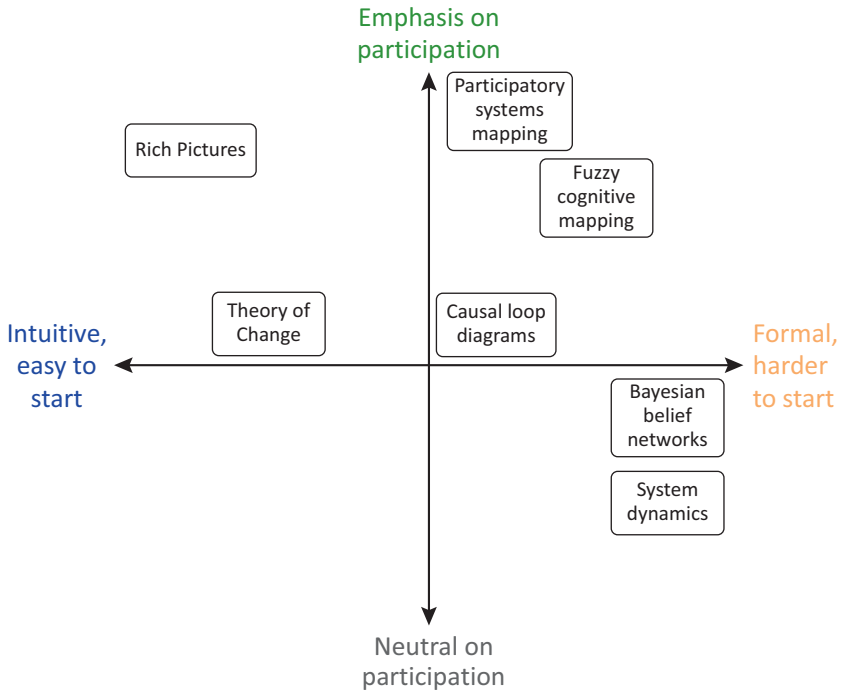 Emphasis on
participation
Participatory
systems
mapping
Rich Pictures
Fuzzy
cognitive
mapping
Theory of
Change
Causal loop
diagrams
Intuitive,
easy to
start
Formal,
harder
to start
Bayesian
belief
networks
System
dynamics
Neutral on
participation